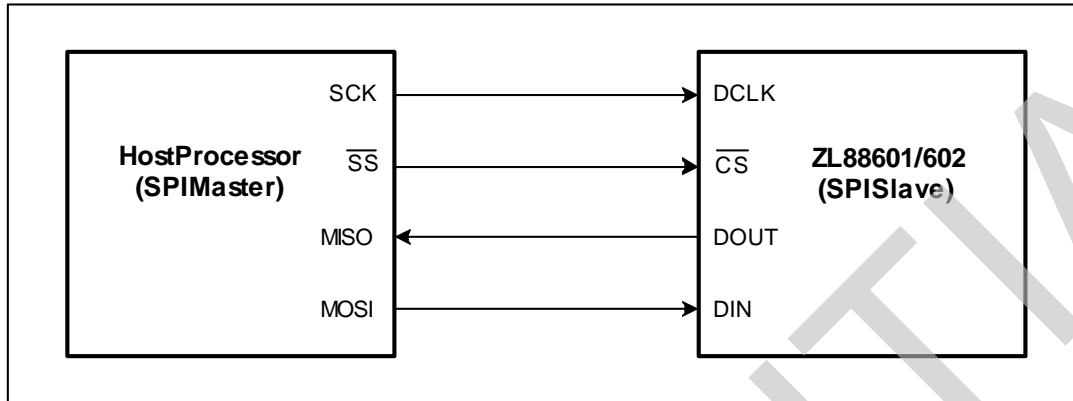 SCK
HostProcessor
(SPIMaster)
SS
MISO
MOSI
DCLK
CS
ZL88601/602
(SPISlave)
DOUT
DIN